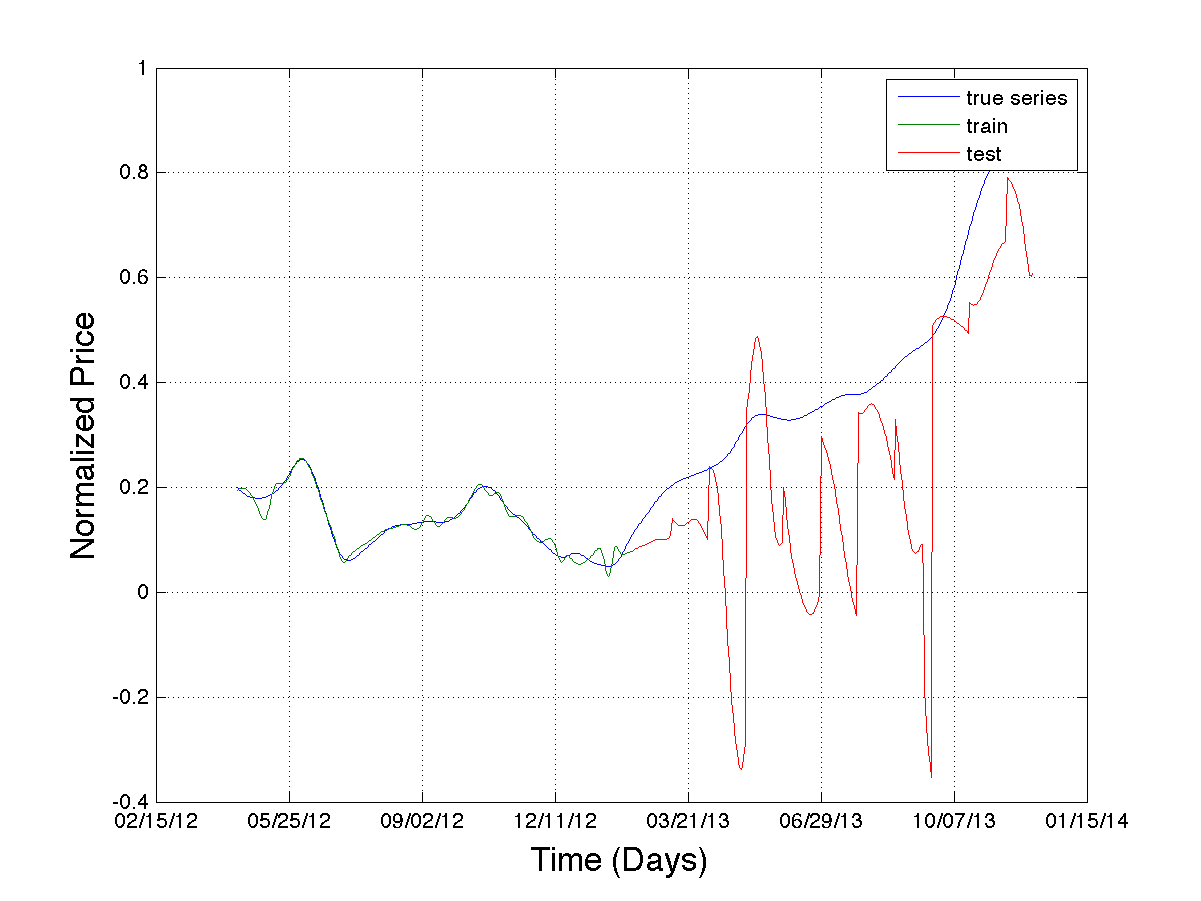 1
true series
train
test
0.8
0.6
0.4
0.2
0
-0.2
-0.4
Normalized Price
02/15/12 05/25/12 09/02/12 12/11/12 03/21/13 06/29/13 10/07/13 01/15/14
Time (Days)